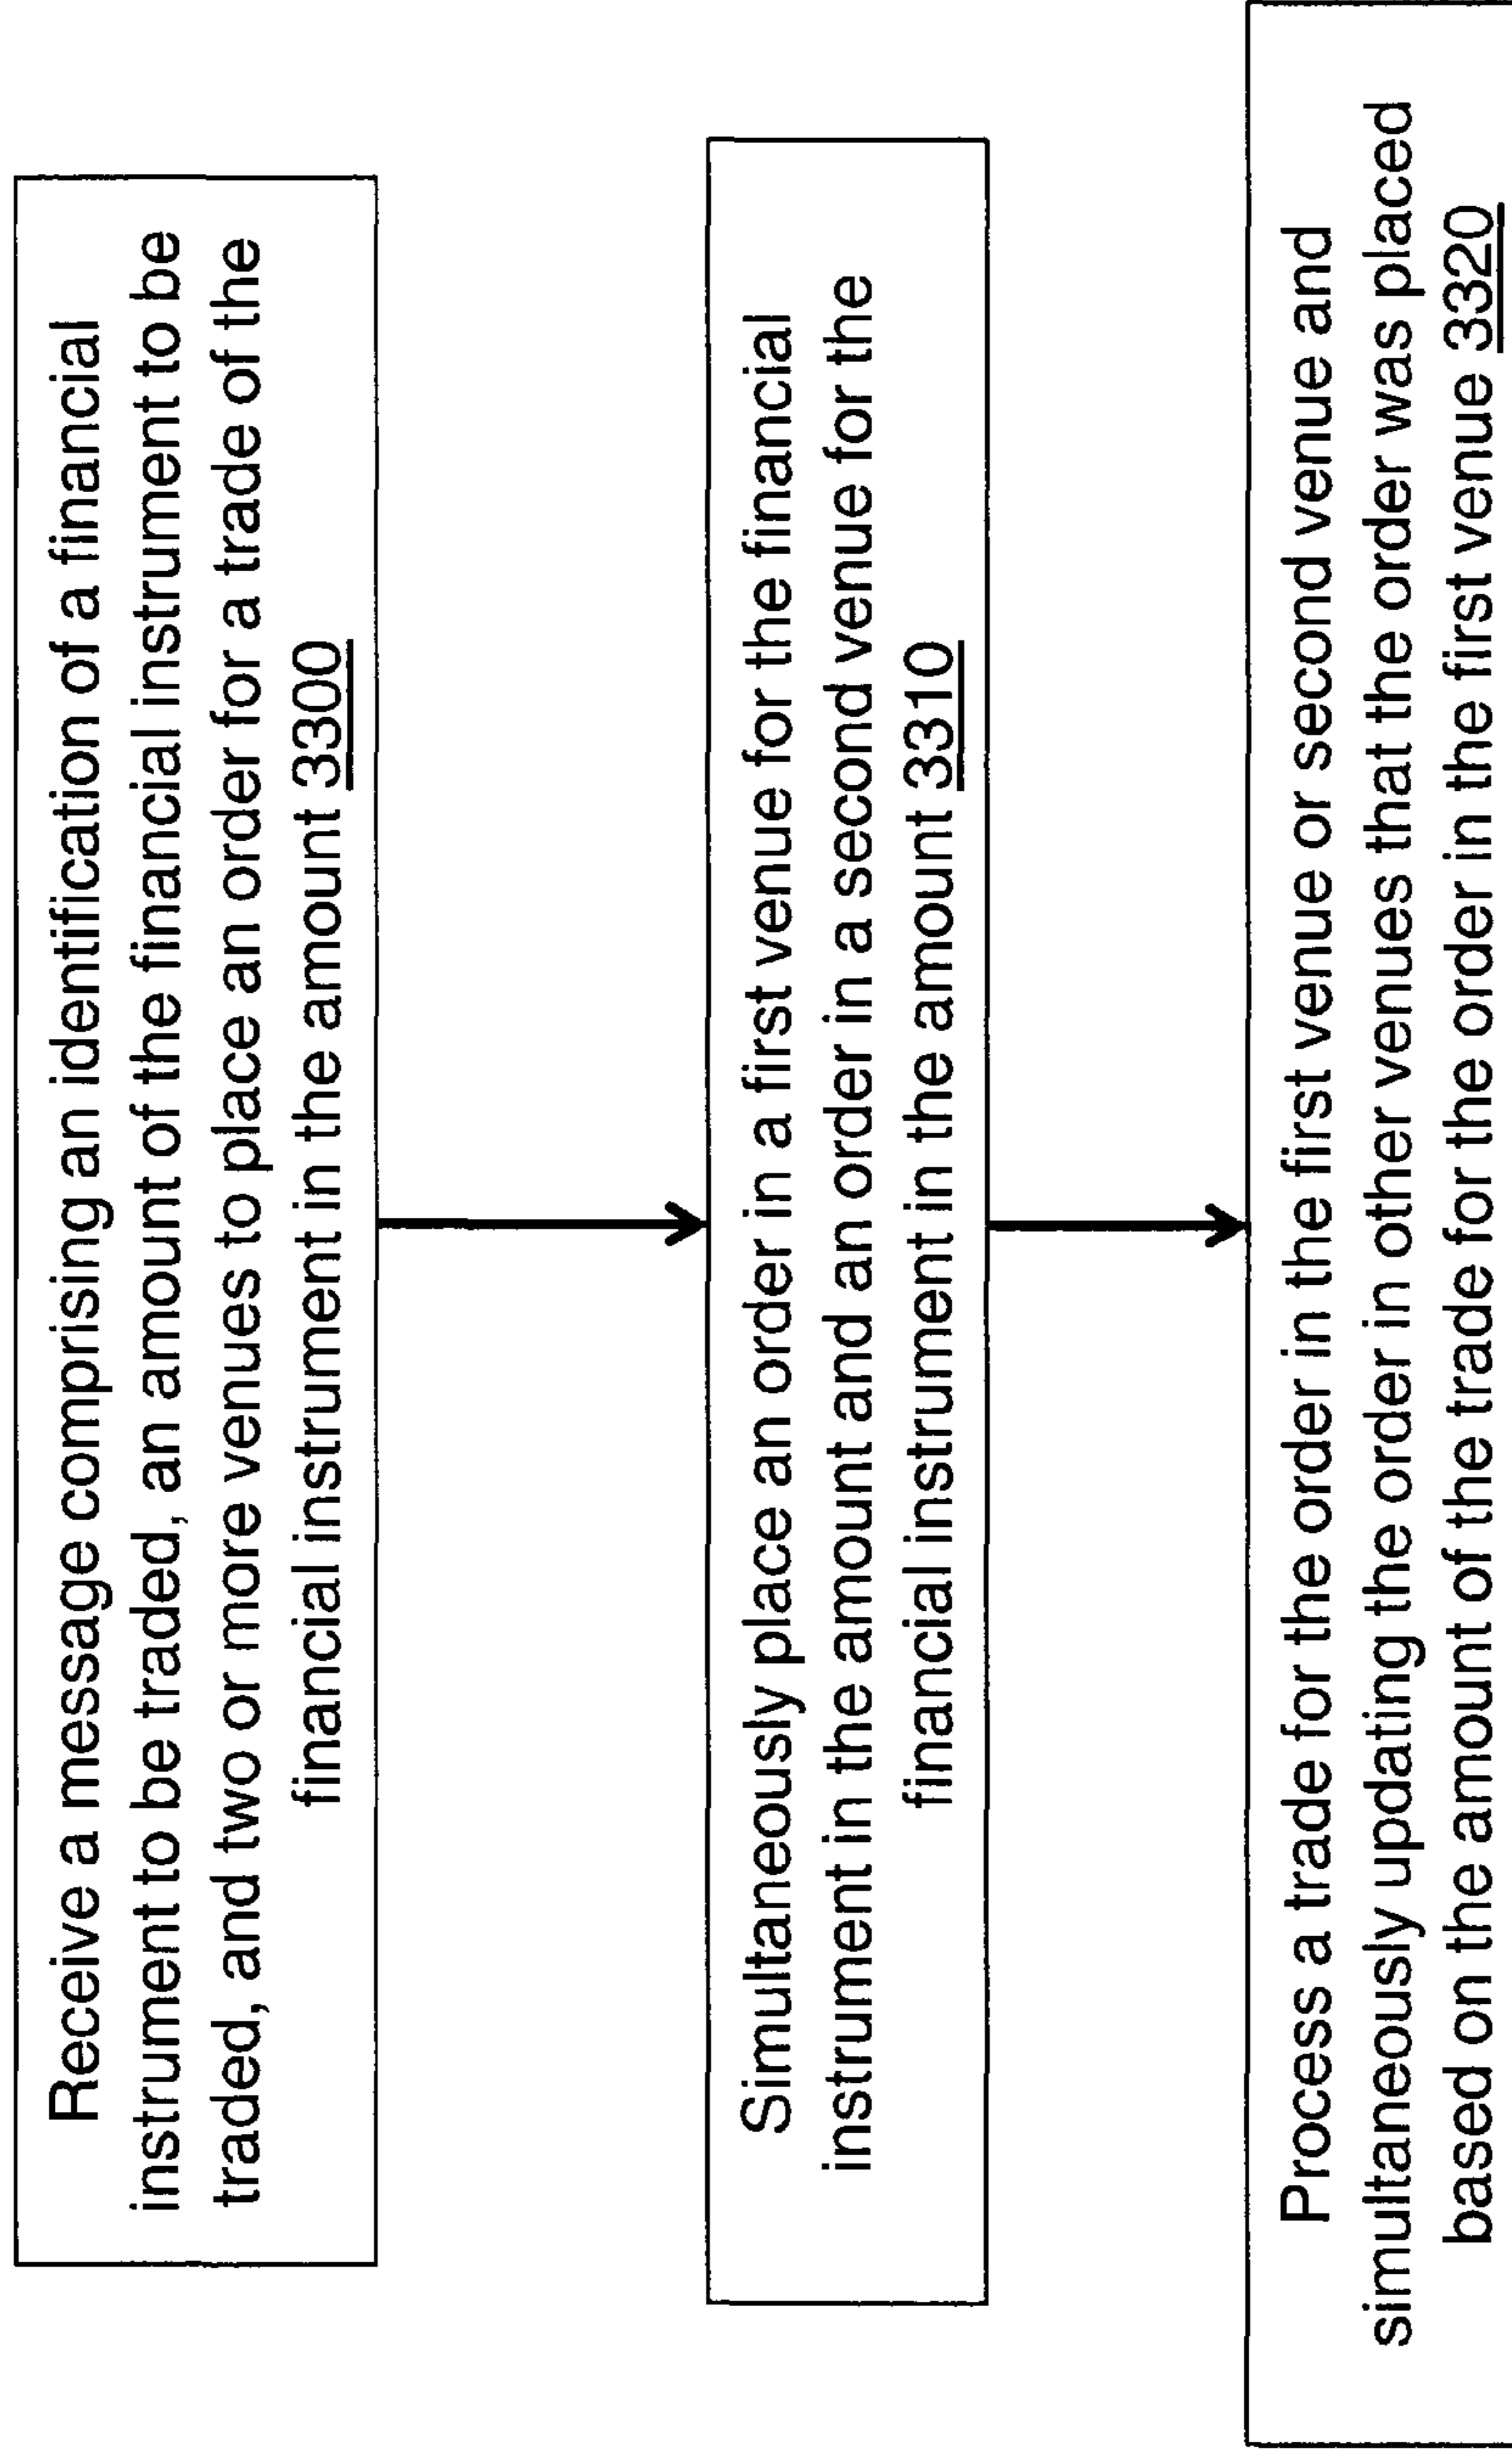 Receive a message comprising an identification of a financial
instrument to be traded, an amount of the financial instrument to be
traded, and two or more venues to place an order for a trade of the
financial instrument in the amount 3300
Simultaneously place an order in a first venue for the financial
instrument in the amount and an order in a second venue for the
financial instrument in the amount 3310
Process a trade for the order in the first venue or second venue and
simultaneously updating the order in other venues that the order was placed
based on the amount of the trade for the order in the first venue 3320